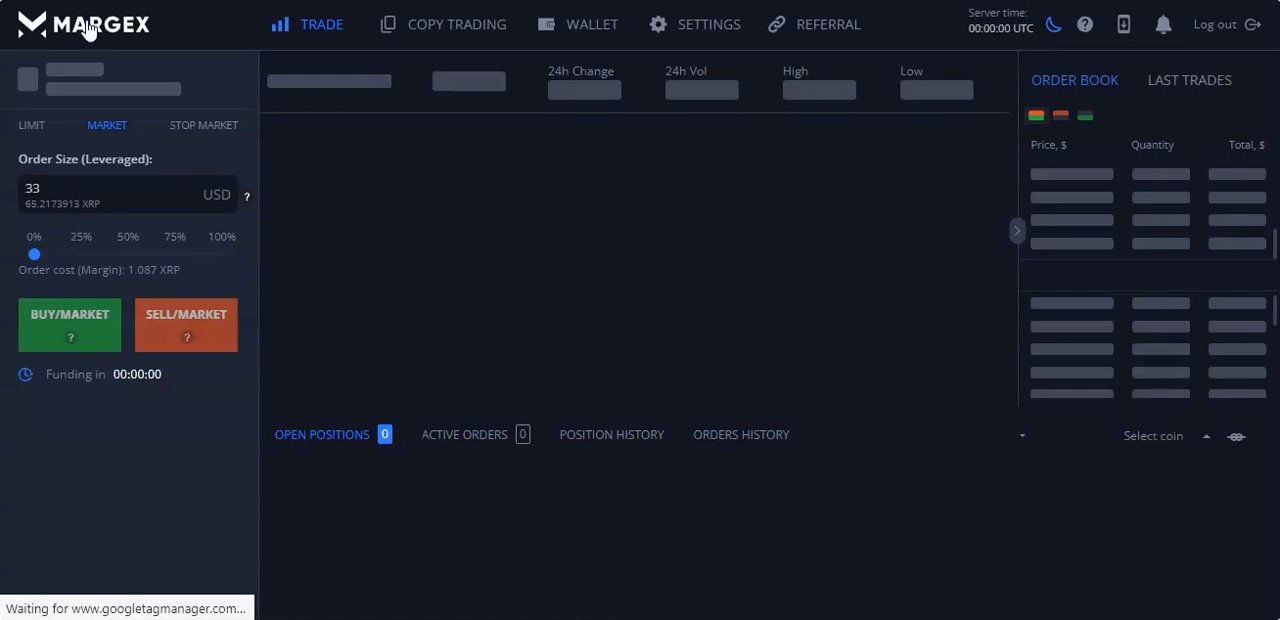 MARGEX
TRADE
COPY TRADING
WALLET
SETTINGS
REFERRAL
Server time:
00:00:00 UTC
Log out
LIMIT
MARKET
STOP MARKET
Order Size (Leveraged):
33
65.2173913 XRP
USD
?
0%
25%
50%
75%
100%
Order cost (Margin): 1.087 XRP
BUY/MARKET
?
SELL/MARKET
?
Funding in 00:00:00
24h Change
24h Vol
High
Low
ORDER BOOK
LAST TRADES
Price, $
Quantity
Total, $
OPEN POSITIONS 0
ACTIVE ORDERS 0
POSITION HISTORY
ORDERS HISTORY
Select coin
Waiting for www.googletagmanager.com...